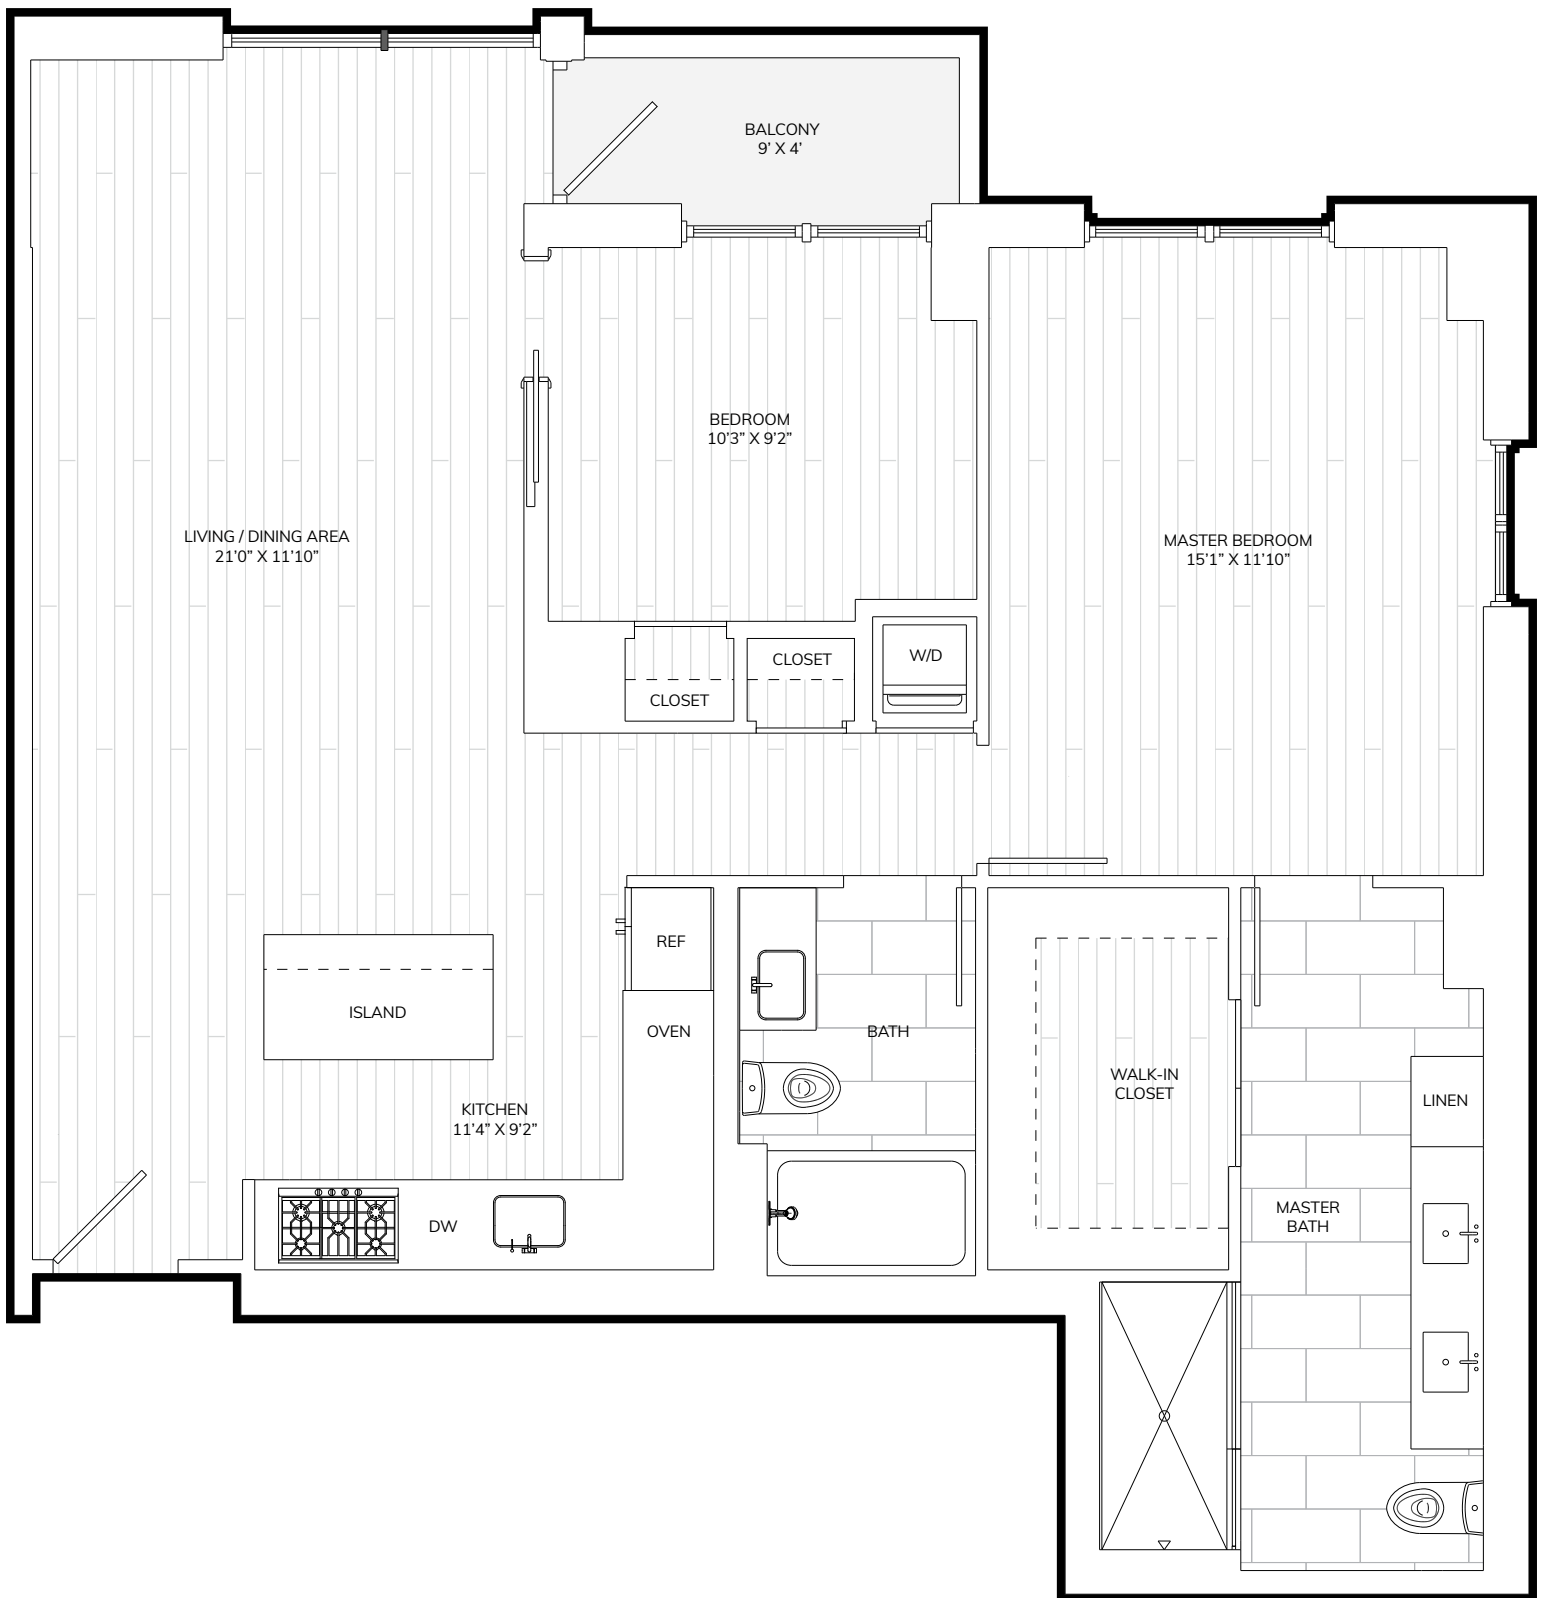 BALCONY
9’ X 4’
BEDROOM
10’3” X 9’2”
LIVING / DINING AREA
21’0” X 11’10”
MASTER BEDROOM
15’1” X 11’10”
CLOSET
W/D
CLOSET
REF
ISLAND
OVEN
BATH
WALK-IN
CLOSET
LINEN
KITCHEN
11’4” X 9’2”
DW
MASTER
BATH